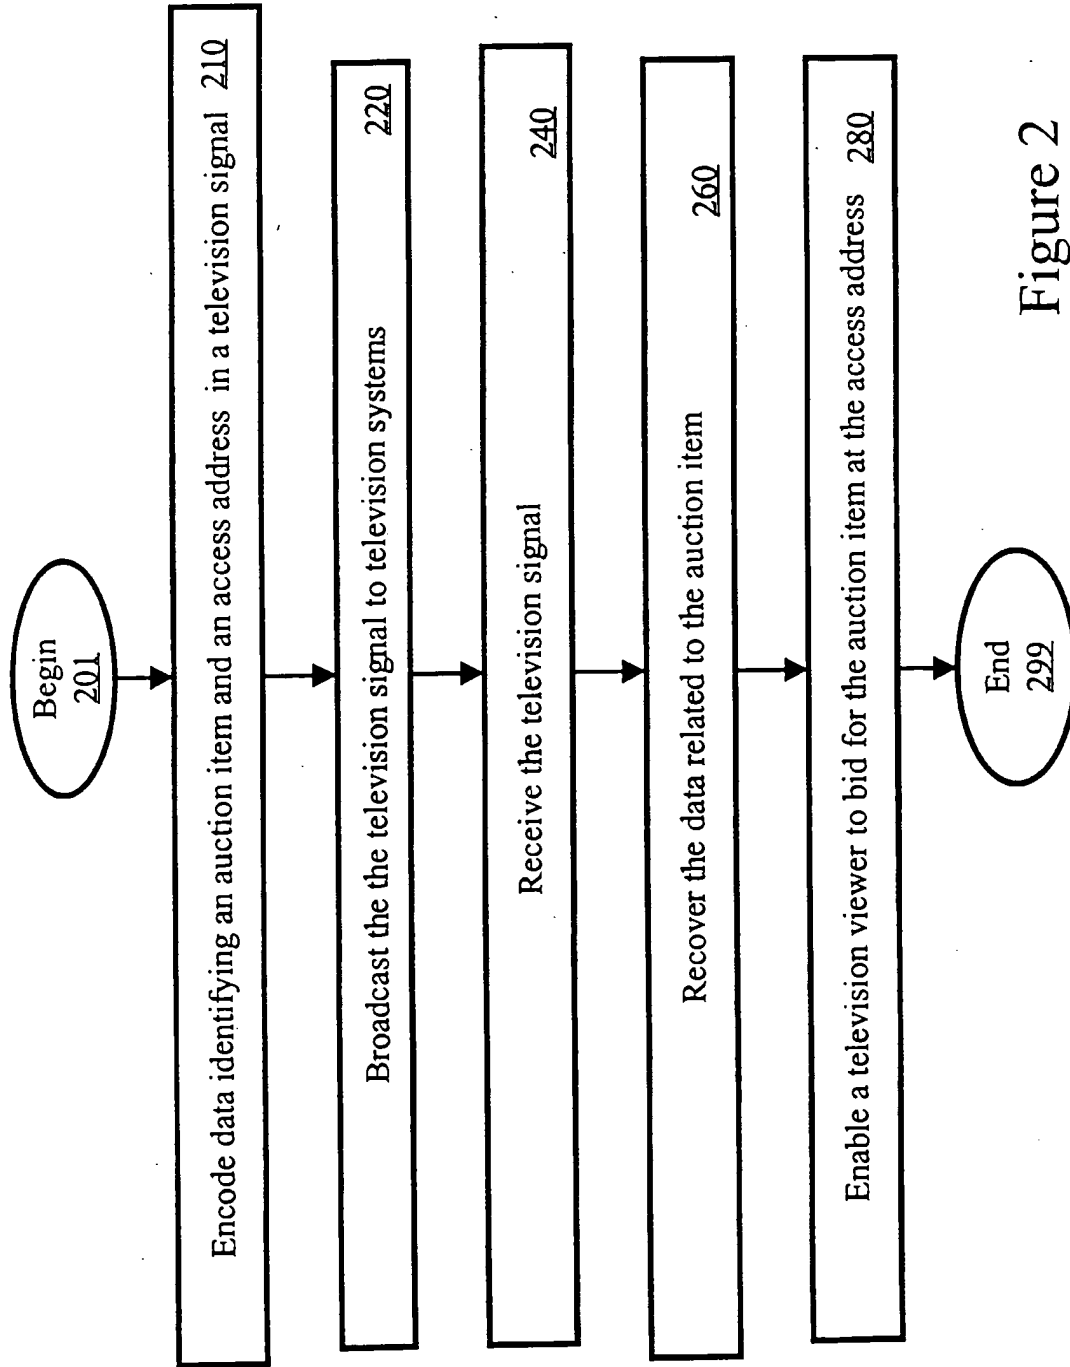 Begin
201
Encode data identifying an auction item and an access address in a television signal 210
Broadcast the the television signal to television systems 220
Receive the television signal 240
Recover the data related to the auction item 260
Enable a television viewer to bid for the auction item at the access address 280
End
299
Figure 2